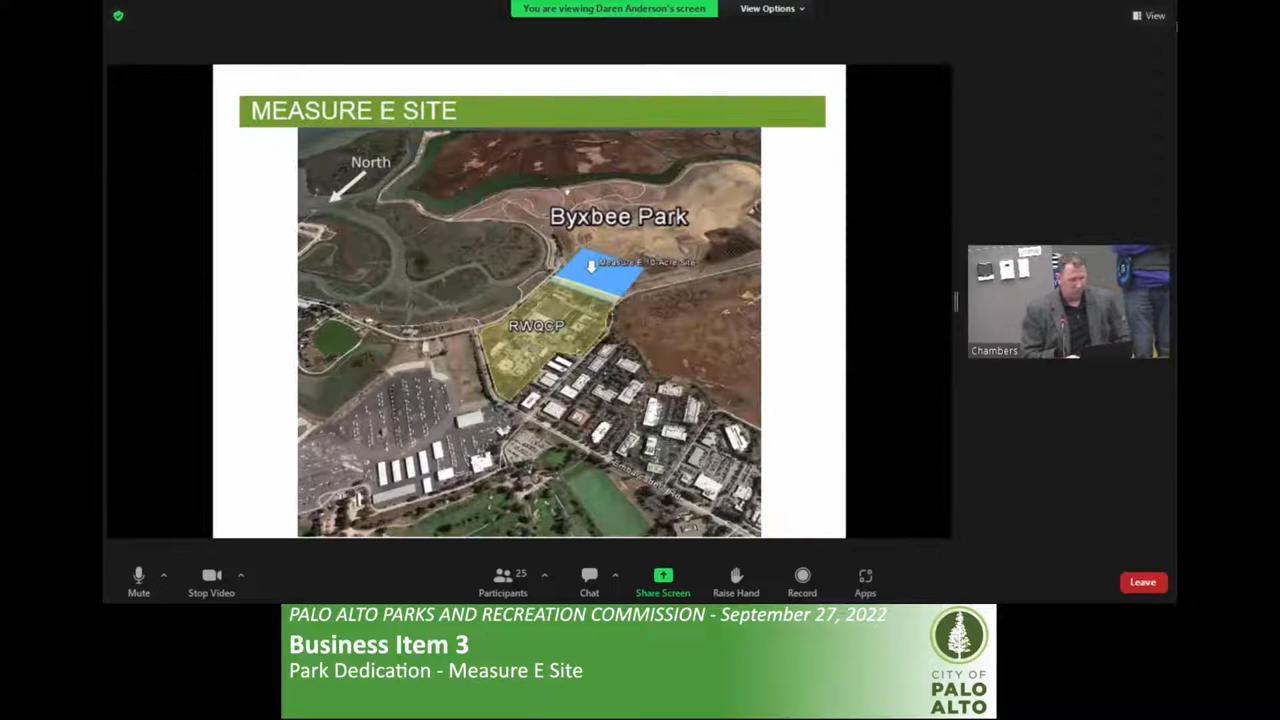 You are viewing Daren Anderson's screen
View Options
View
MEASURE E SITE
North
Byxbee Park
Measure E 10-Acre Site
RWQCP
Chambers
Mute
Stop Video
25
Participants
Chat
Share Screen
Raise Hand
Record
Apps
Leave
PALO ALTO PARKS AND RECREATION COMMISSION - September 27, 2022
Business Item 3
Park Dedication - Measure E Site
CITY OF
PALO
ALTO